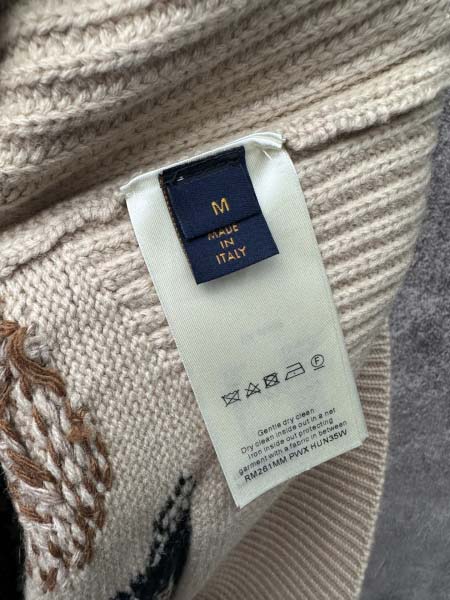 M
MADE
IN
ITALY
F
Gentle dry clean
Dry clean inside out in a net
Iron inside out protecting
garment with a fabric in between
RM261MM PWX HUN35W